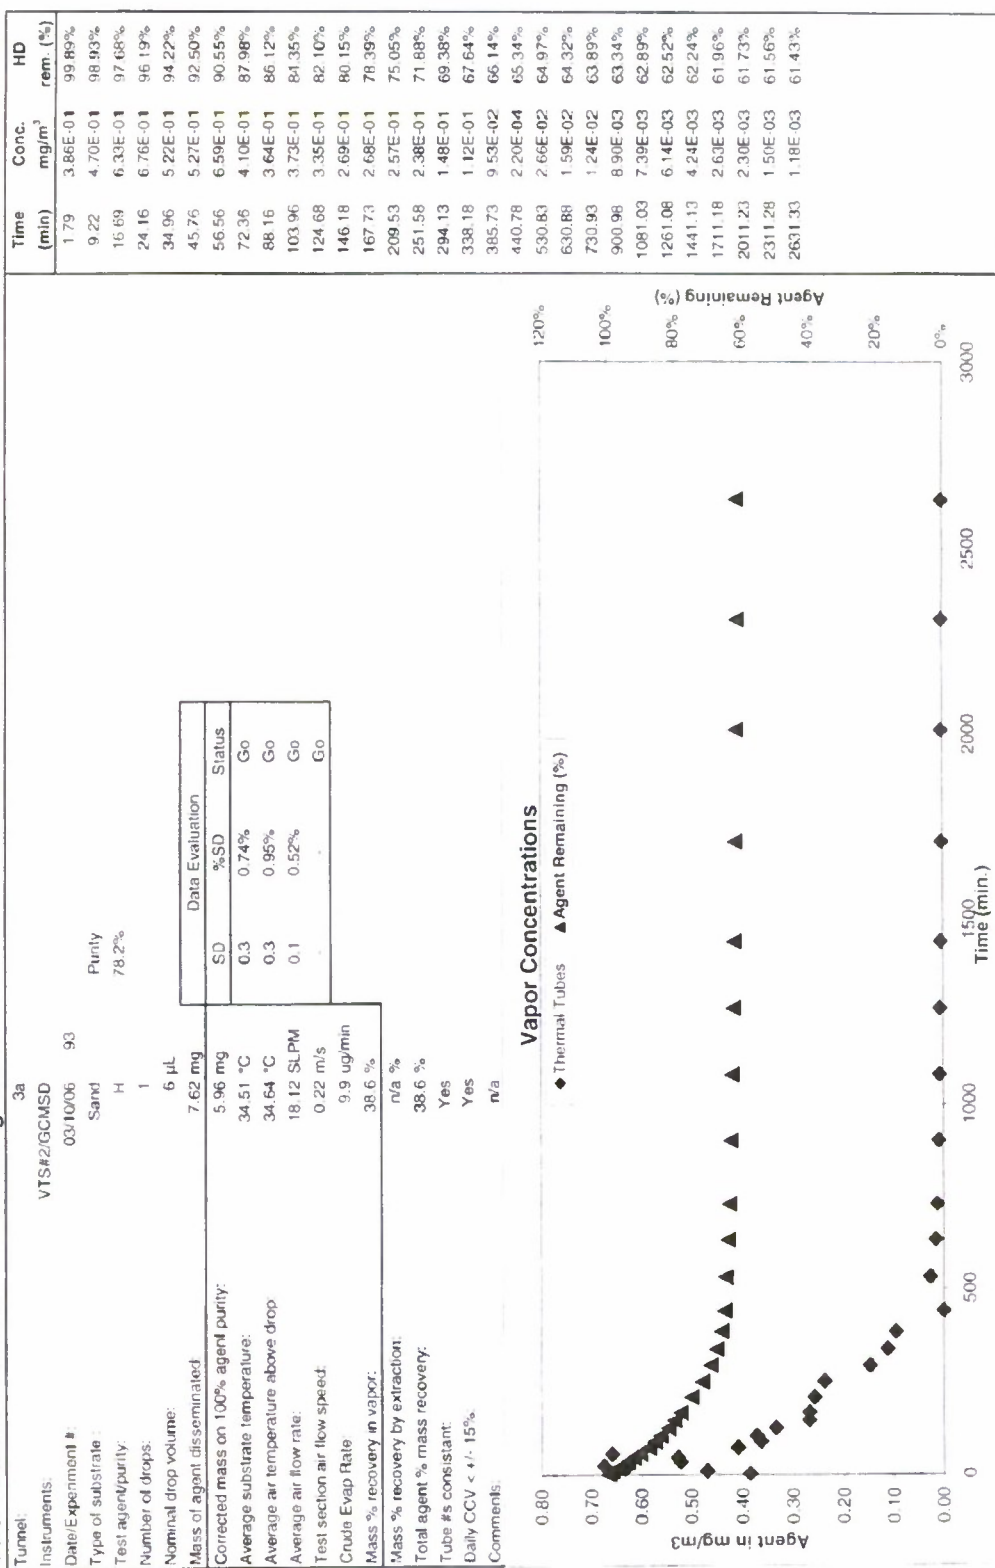 Tunnel: 3a
Instruments: VTS#2/GCMSD
Date/Experiment #: 03/10/06 93
Type of substrate : Sand Purity
Test agent/purity: H 78.2%
Number of drops: 1
Nominal drop volume: 6 µL
Mass of agent disseminated: 7.62 mg Data Evaluation
Corrected mass on 100% agent purity: 5.96 mg SD %SD Status
Average substrate temperature: 34.51 °C 0.3 0.74% Go
Average air temperature above drop: 34.64 °C 0.3 0.95% Go
Average air flow rate: 18.12 SLPM 0.1 0.52% Go
Test section air flow speed: 0.22 m/s - - Go
Crude Evap Rate: 9.9 ug/min
Mass % recovery in vapor: 38.6 %
Mass % recovery by extraction: n/a %
Total agent % mass recovery: 38.6 %
Tube #s consistant: Yes
Daily CCV < +/- 15%: Yes
Comments: n/a
Time Conc. HD
(min) mg/m³ rem. (%)
1.79 3.86E-01 99.89%
9.22 4.70E-01 98.93%
16.69 6.33E-01 97.68%
24.16 6.76E-01 96.19%
34.96 5.22E-01 94.22%
45.76 5.27E-01 92.50%
56.56 6.59E-01 90.55%
72.36 4.10E-01 87.98%
88.16 3.64E-01 86.12%
103.96 3.73E-01 84.35%
124.68 3.35E-01 82.10%
146.18 2.69E-01 80.15%
167.73 2.68E-01 78.39%
209.53 2.57E-01 75.05%
251.58 2.38E-01 71.88%
294.13 1.48E-01 69.38%
338.18 1.12E-01 67.64%
385.73 9.53E-02 66.14%
440.78 2.20E-04 65.34%
530.83 2.66E-02 64.97%
630.88 1.59E-02 64.32%
730.93 1.24E-02 63.89%
900.98 8.90E-03 63.34%
1081.03 7.39E-03 62.89%
1261.08 6.14E-03 62.52%
1441.13 4.24E-03 62.24%
1711.18 2.63E-03 61.96%
2011.23 2.30E-03 61.73%
2311.28 1.50E-03 61.56%
2631.33 1.18E-03 61.43%
Vapor Concentrations
Thermal Tubes Agent Remaining (%)
Agent in mg/m3
0.80
0.70
0.60
0.50
0.40
0.30
0.20
0.10
0.00
120%
100%
80%
60%
40%
20%
0%
Agent Remaining (%)
0 500 1000 1500 2000 2500 3000
Time (min.)